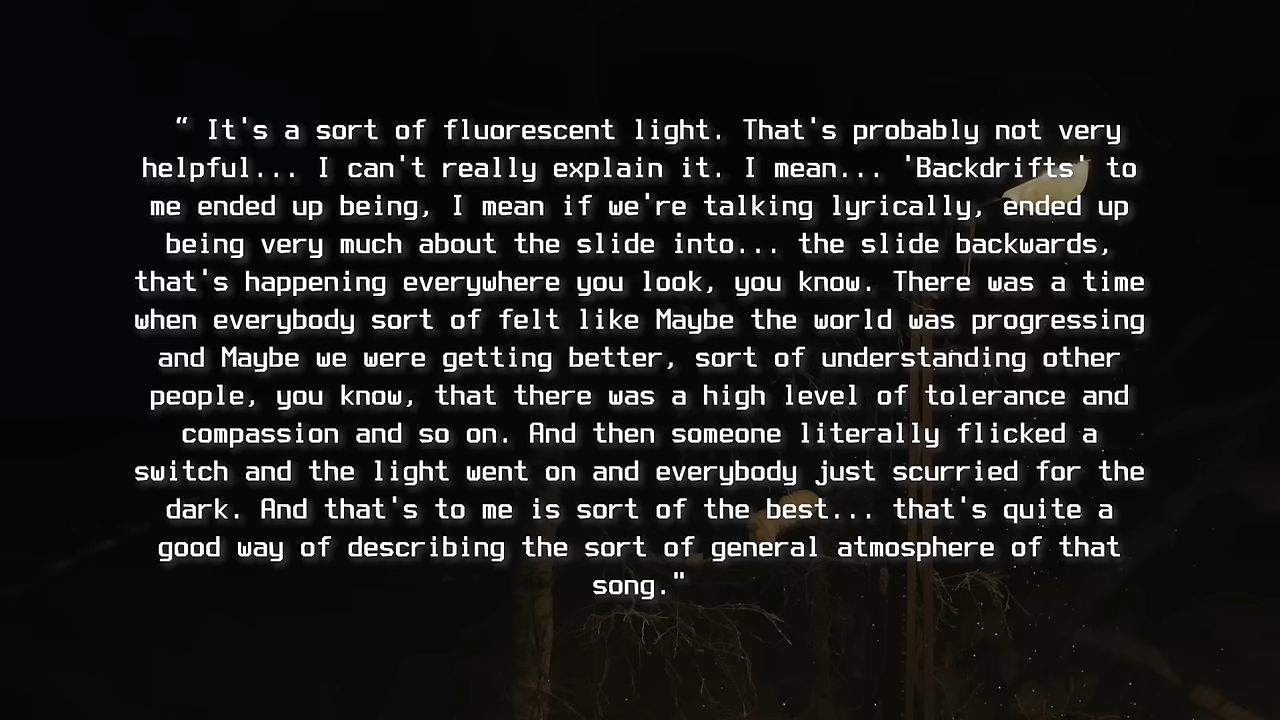 “ It's a sort of fluorescent light. That's probably not very
helpful... I can't really explain it. I mean... 'Backdrifts' to
me ended up being, I mean if we're talking lyrically, ended up
being very much about the slide into... the slide backwards,
that's happening everywhere you look, you know. There was a time
when everybody sort of felt like Maybe the world was progressing
and Maybe we were getting better, sort of understanding other
people, you know, that there was a high level of tolerance and
compassion and so on. And then someone literally flicked a
switch and the light went on and everybody just scurried for the
dark. And that's to me is sort of the best... that's quite a
good way of describing the sort of general atmosphere of that
song."